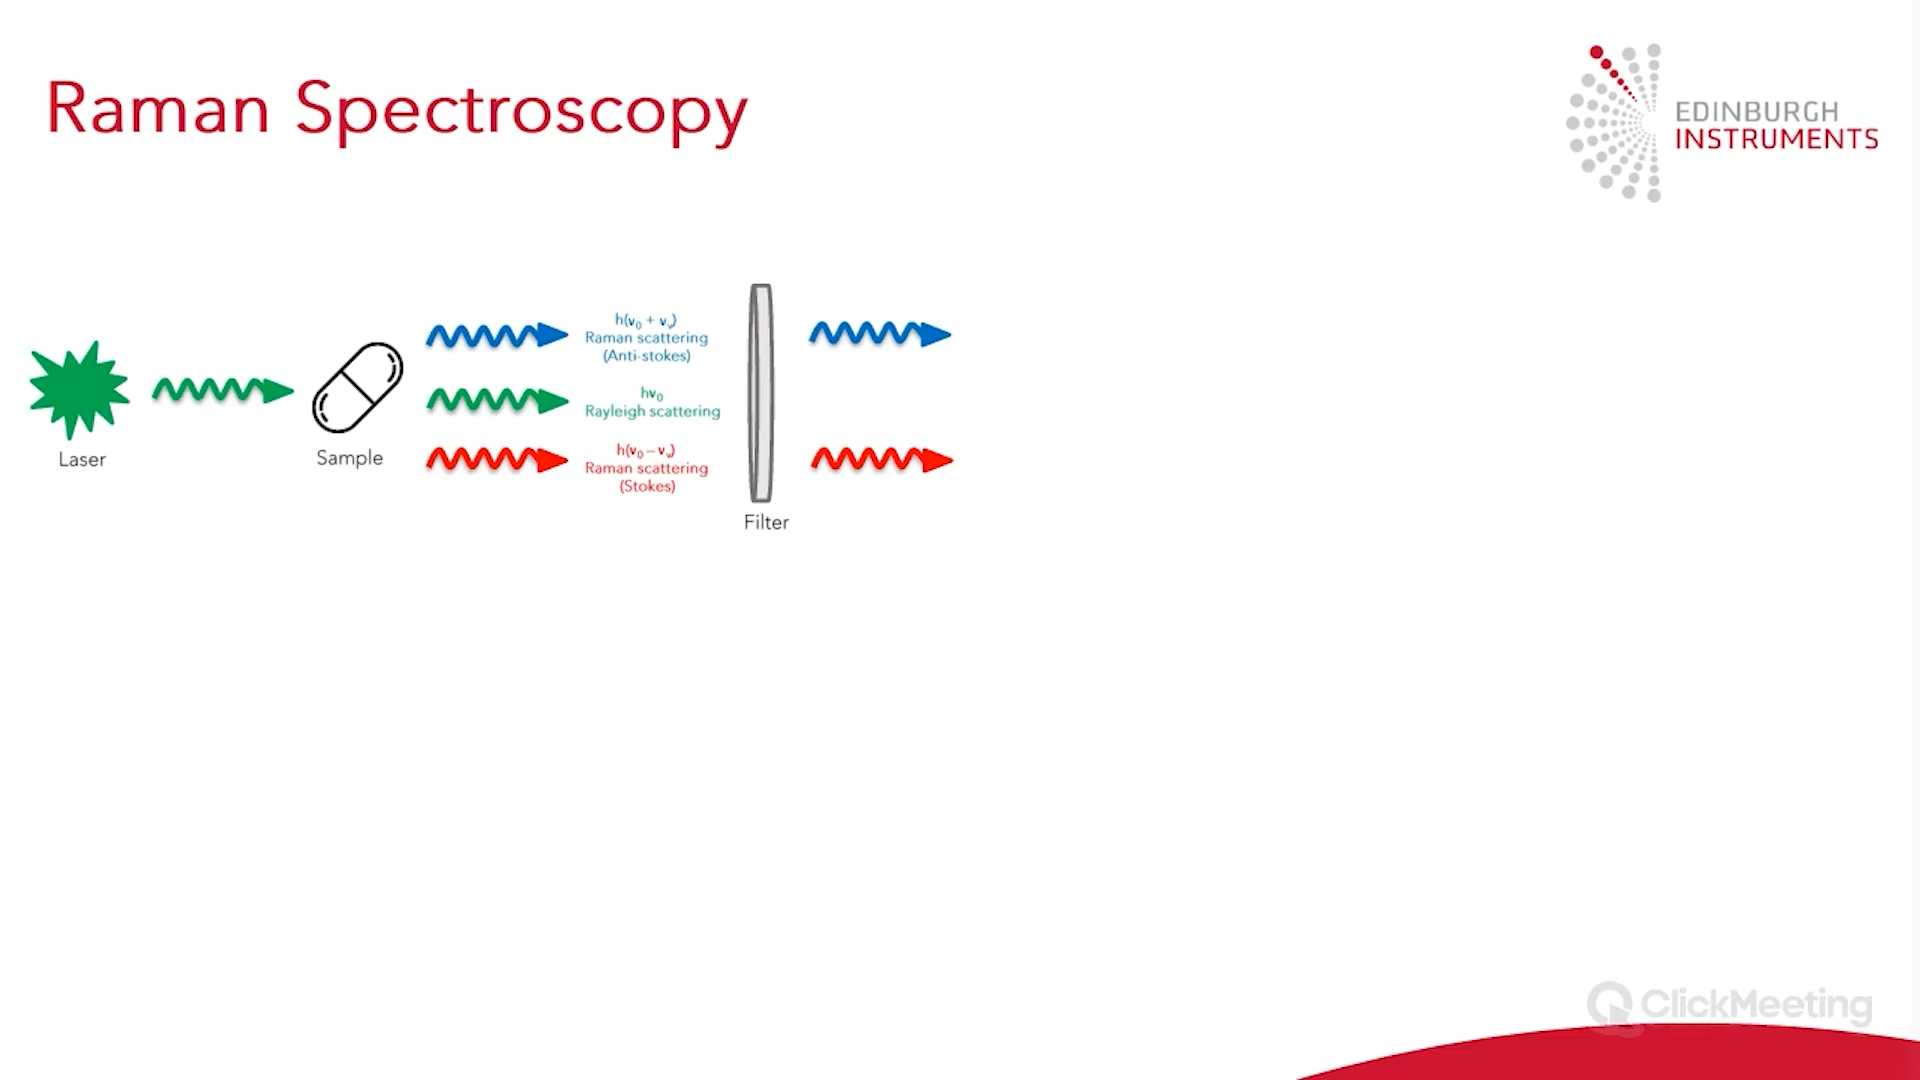 Raman Spectroscopy
EDINBURGH
INSTRUMENTS
h(ν₀ + νᵥ)
Raman scattering
(Anti-stokes)
hν₀
Rayleigh scattering
h(ν₀ – νᵥ)
Raman scattering
(Stokes)
Laser
Sample
Filter
ClickMeeting